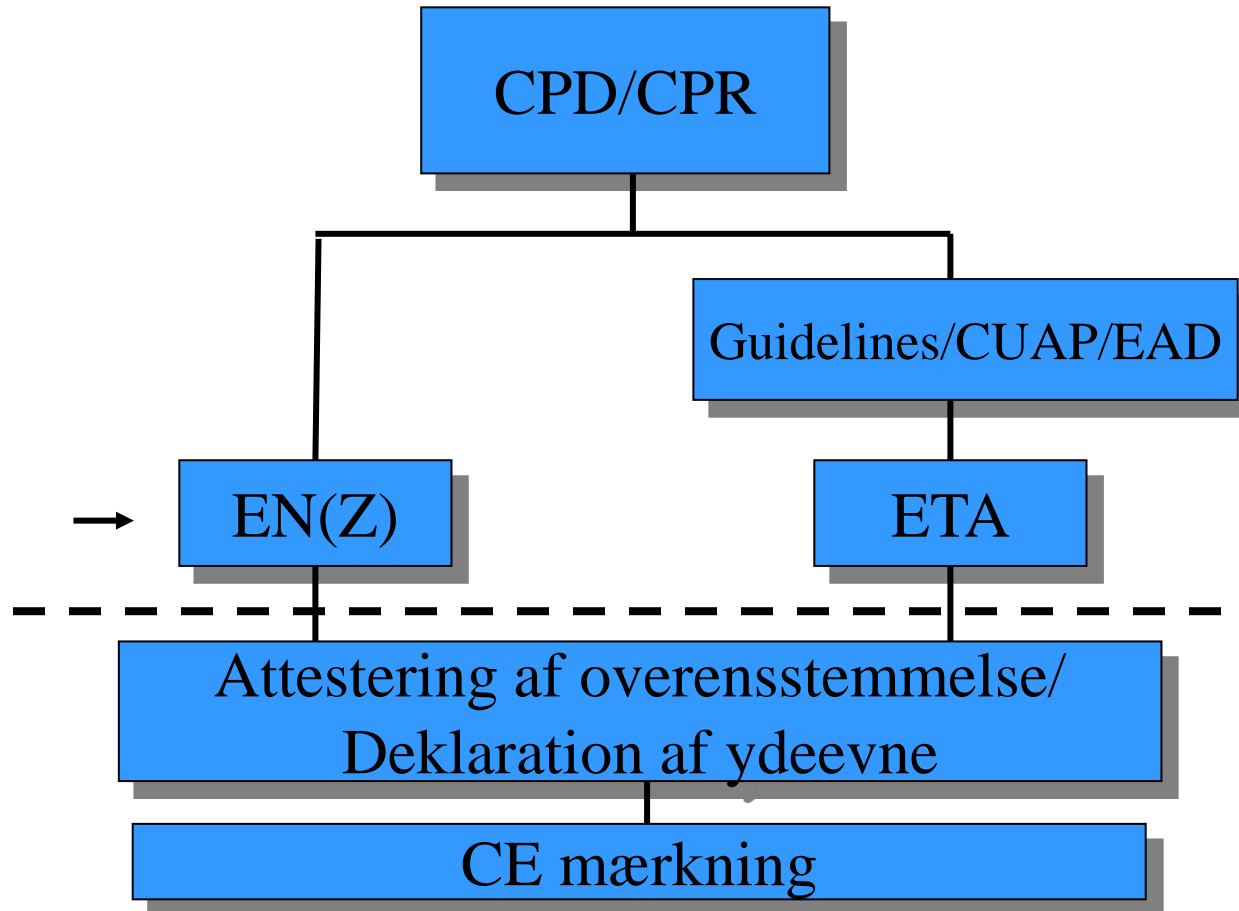 CPD/CPR
Guidelines/CUAP/EAD
EN(Z)
ETA
Attestering af overensstemmelse/
Deklaration af ydeevne
CE mærkning